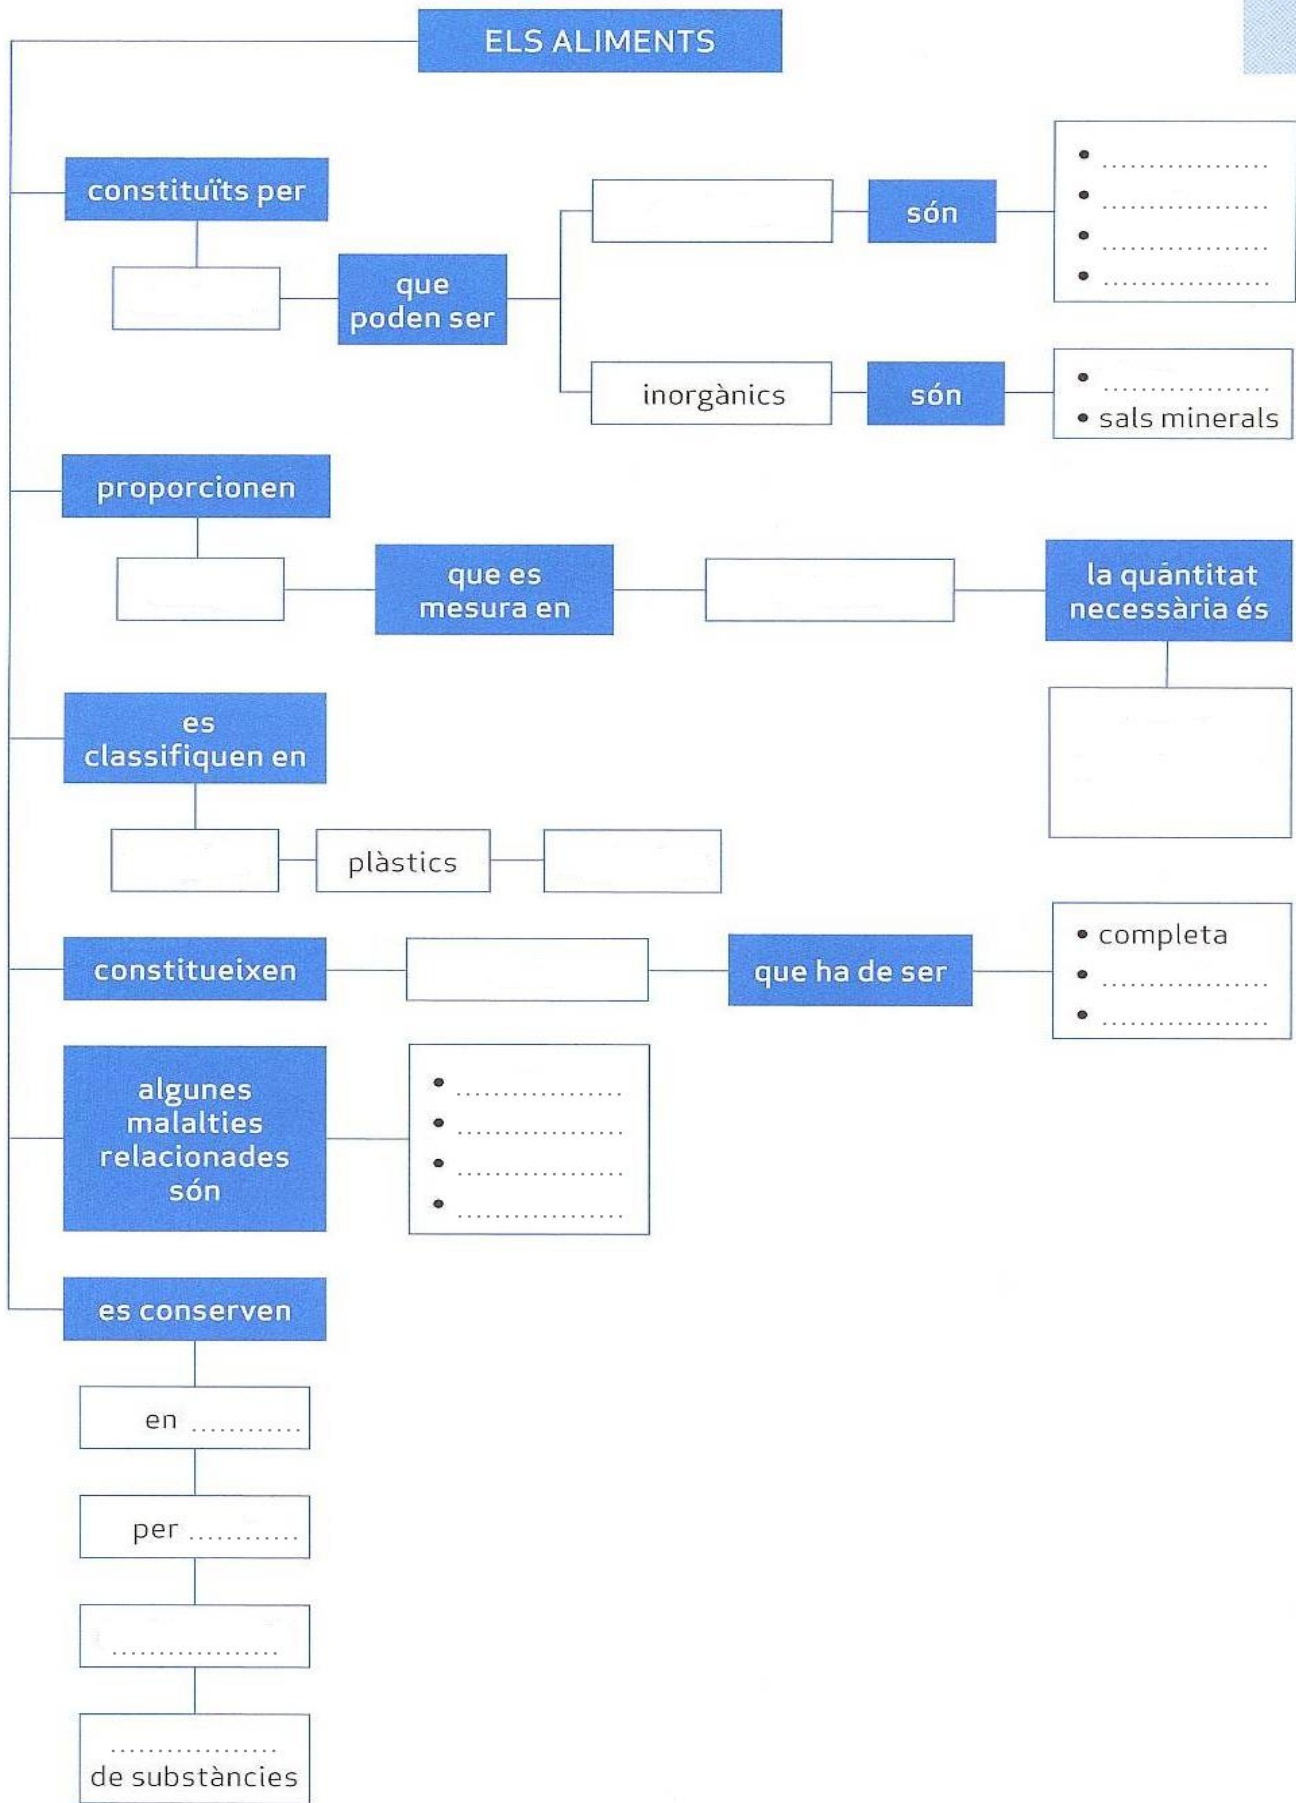 ELS ALIMENTS
constituïts per
que
poden ser
són
• ..................
• ..................
• ..................
• ..................
inorgànics
són
• ..................
• sals minerals
proporcionen
que es
mesura en
la quāntitat
necessària és
es
classifiquen en
plàstics
constitueixen
que ha de ser
• completa
• ..................
• ..................
algunes
malalties
relacionades
són
• ..................
• ..................
• ..................
• ..................
es conserven
en ............
per ............
..................
..................
de substàncies